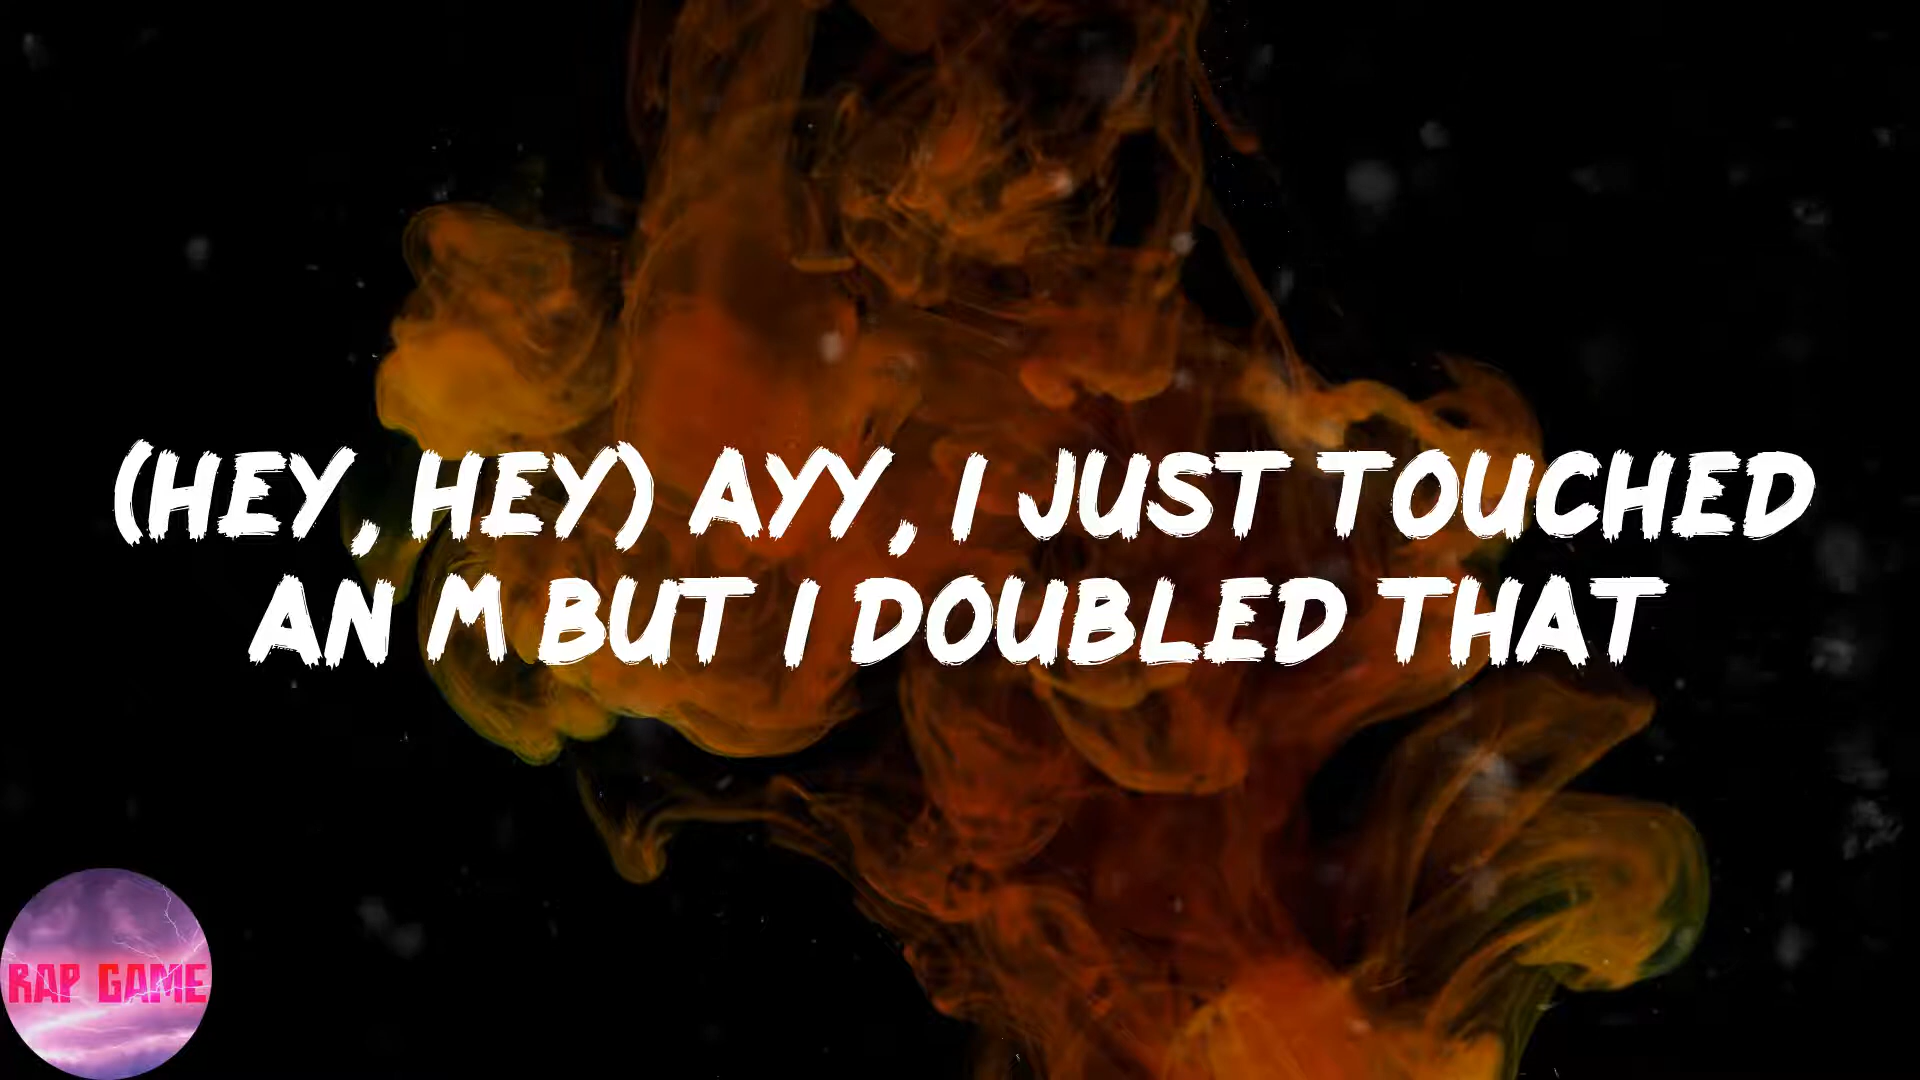 (HEY, HEY) AYY, I JUST TOUCHED
AN M BUT I DOUBLED THAT
RAP GAME